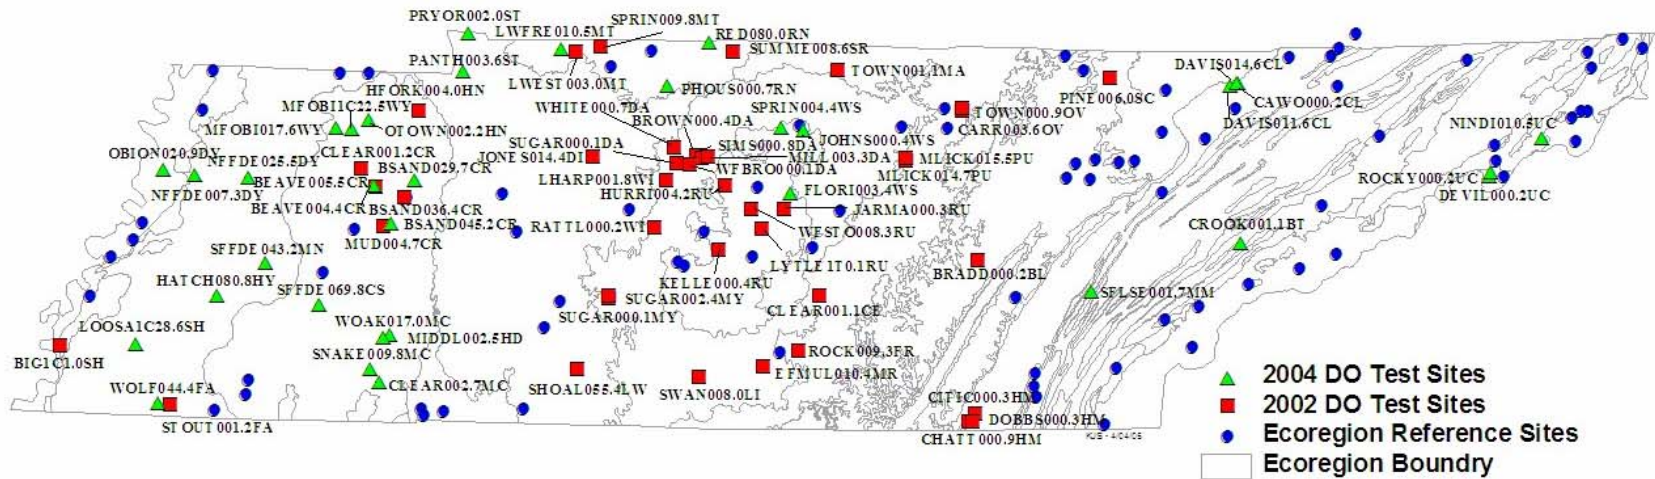 PRYOR002.0ST
SPRIN009.8MT
LWFRE010.5MT
RED080.0RN
SUMME008.6SR
PANTH003.6ST
LWEST003.0MT
TOWN001.1MA
DAVIS014.6CL
HFORK004.0HN
PHOUS000.7RN
PINE006.0SC
CAWO000.2CL
MFOBI1C22.5WY
WHITE000.7DA
SPRIN004.4WS
TOWN000.9OV
DAVIS011.6CL
BROWN000.4DA
MFOBI017.6WY
OTOWN002.2HN
CARR003.6OV
NINDI010.5UC
SUGAR000.1DA
SIMS000.8DA
JOHNS000.4WS
OBION020.9DY
CLEAR001.2CR
JONES014.4DI
MILL003.3DA
MLICK015.5PU
NFFDE025.5DY
BSAND029.7CR
WFBRO000.1DA
MLICK014.7PU
BEAVE005.5CR
LHARP001.8WI
ROCKY000.2UC
NFFDE007.3DY
HURRI004.2RU
FLORI003.4WS
DEVIL000.2UC
BEAVE004.4CR
BSAND036.4CR
JARMA000.3RU
BSAND045.2CR
RATTL000.2WI
WESTO008.3RU
CROOK001.1BT
MUD004.7CR
SFFDE043.2MN
LYTLE1T0.1RU
BRADD000.2BL
HATCH080.8HY
SFFDE069.8CS
KELLE000.4RU
SUGAR002.4MY
SFLSE001.7MM
SUGAR000.1MY
CLEAR001.1CE
LOOSA1C28.6SH
WOAK017.0MC
MIDDL002.5HD
BIG1C1.0SH
SNAKE009.8MC
ROCK009.3FR
WOLF044.4FA
CLEAR002.7MC
SHOAL055.4LW
EFMUL010.4MR
SWAN008.0LI
CITIC000.3HM
STOUT001.2FA
DOBBS000.3HM
CHATT000.9HM
KJS - 4/04/05
2004 DO Test Sites
2002 DO Test Sites
Ecoregion Reference Sites
Ecoregion Boundry